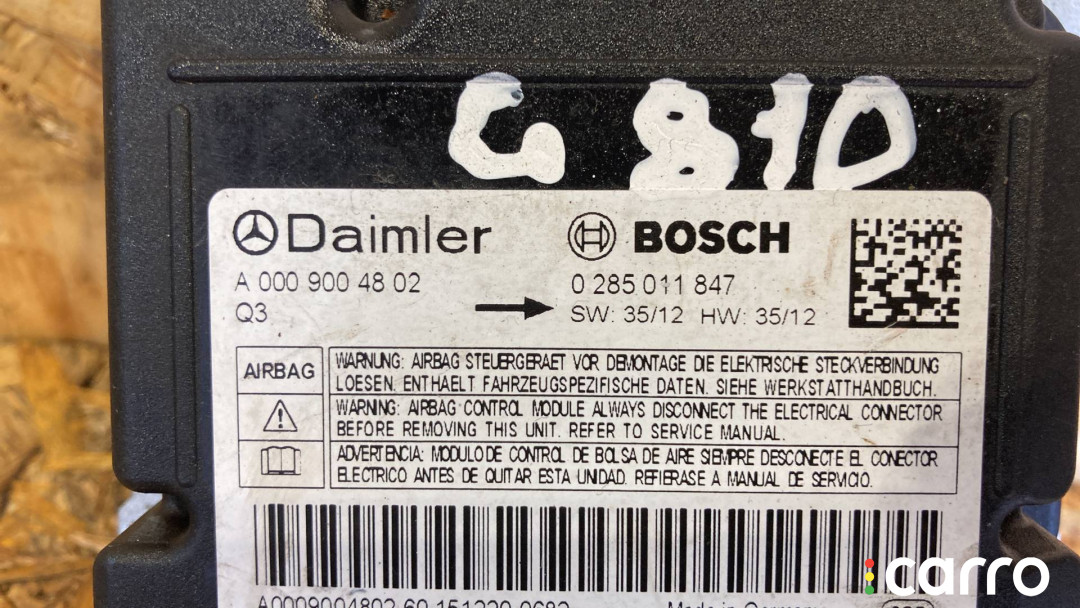 G 810
Daimler BOSCH
A 000 900 48 02 0 285 011 847
Q3 SW: 35/12 HW: 35/12
AIRBAG
WARNUNG: AIRBAG STEUERGERAET VOR DEMONTAGE DIE ELEKTRISCHE STECKVERBINDUNG
LOESEN. ENTHAELT FAHRZEUGSPEZIFISCHE DATEN. SIEHE WERKSTATTHANDBUCH.
WARNING: AIRBAG CONTROL MODULE ALWAYS DISCONNECT THE ELECTRICAL CONNECTOR
BEFORE REMOVING THIS UNIT. REFER TO SERVICE MANUAL.
ADVERTENCIA: MODULO DE CONTROL DE BOLSA DE AIRE SIEMPRE DESCONECTE EL CONECTOR
ELECTRICO ANTES DE QUITAR ESTA UNIDAD. REFIERASE A MANUAL DE SERVICIO.
carro
Made in Germany